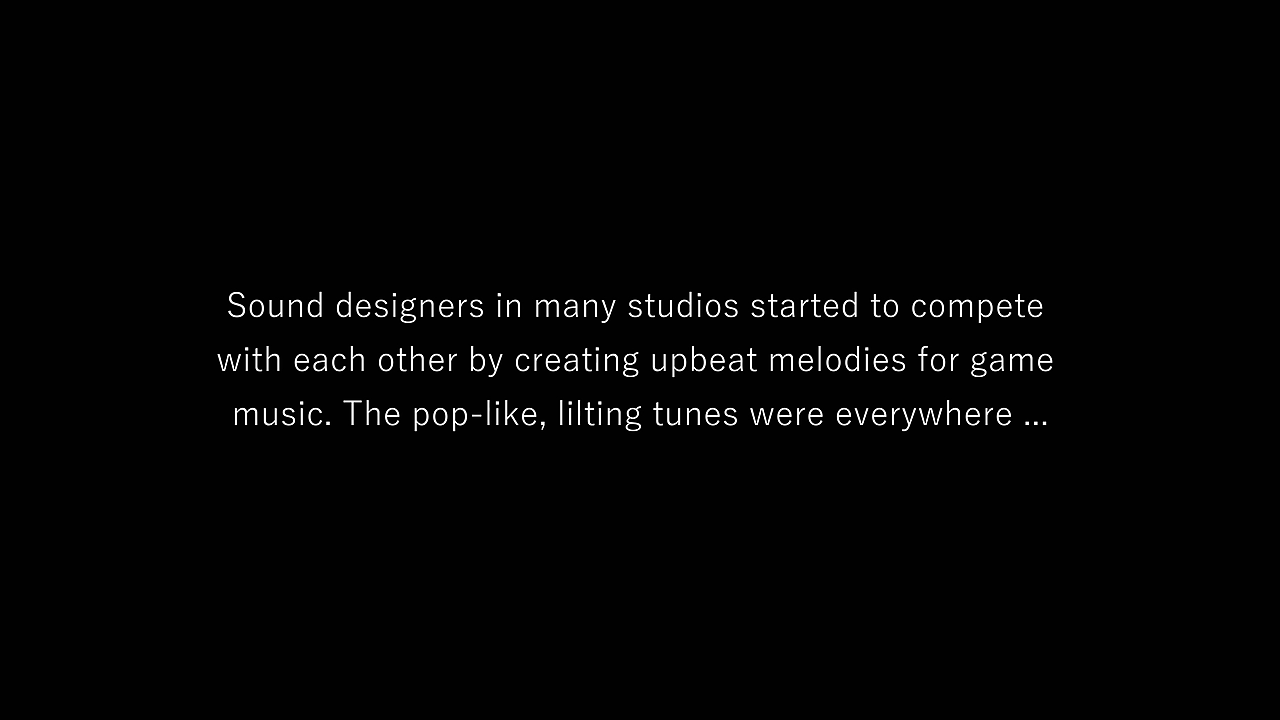 Sound designers in many studios started to compete
with each other by creating upbeat melodies for game
music. The pop-like, lilting tunes were everywhere ...